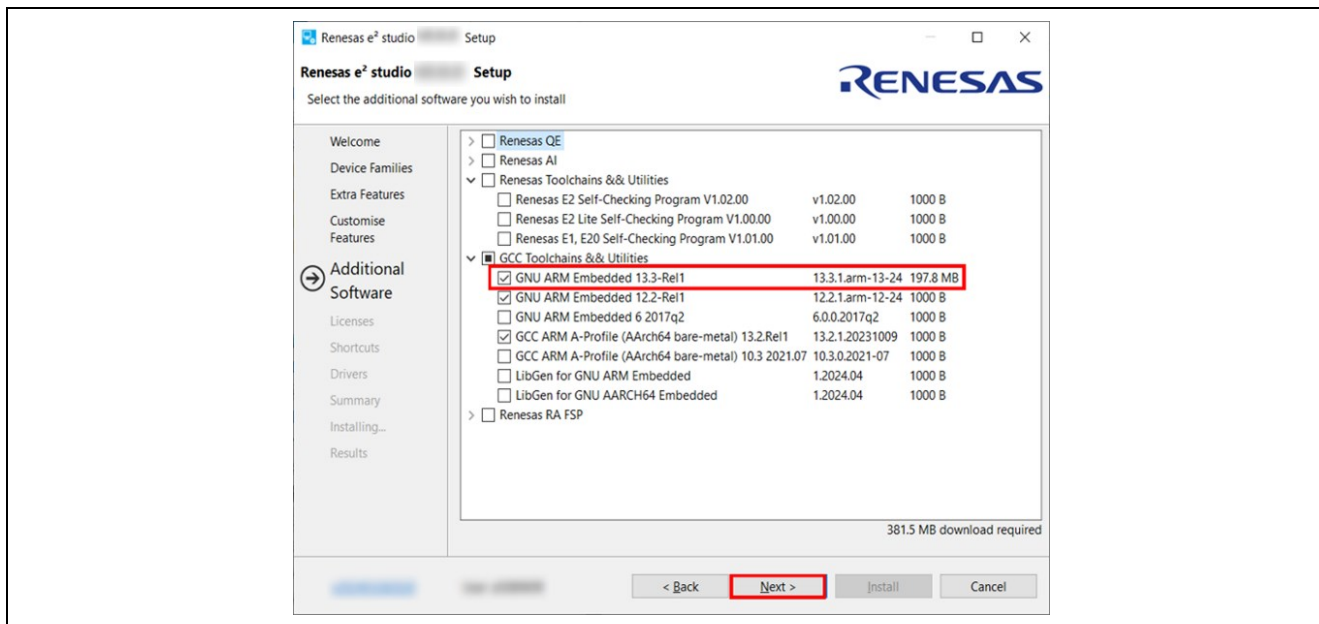 Renesas e² studio Setup
Renesas e² studio Setup
RENESAS
Select the additional software you wish to install
Welcome
Device Families
Extra Features
Customise
Features
Additional
Software
Licenses
Shortcuts
Drivers
Summary
Installing...
Results
Renesas QE
Renesas AI
Renesas Toolchains && Utilities
Renesas E2 Self-Checking Program V1.02.00 v1.02.00 1000 B
Renesas E2 Lite Self-Checking Program V1.00.00 v1.00.00 1000 B
Renesas E1, E20 Self-Checking Program V1.01.00 v1.01.00 1000 B
GCC Toolchains && Utilities
GNU ARM Embedded 13.3-Rel1 13.3.1.arm-13-24 197.8 MB
GNU ARM Embedded 12.2-Rel1 12.2.1.arm-12-24 1000 B
GNU ARM Embedded 6 2017q2 6.0.0.2017q2 1000 B
GCC ARM A-Profile (AArch64 bare-metal) 13.2.Rel1 13.2.1.20231009 1000 B
GCC ARM A-Profile (AArch64 bare-metal) 10.3 2021.07 10.3.0.2021-07 1000 B
LibGen for GNU ARM Embedded 1.2024.04 1000 B
LibGen for GNU AARCH64 Embedded 1.2024.04 1000 B
Renesas RA FSP
381.5 MB download required
< Back Next > Install Cancel